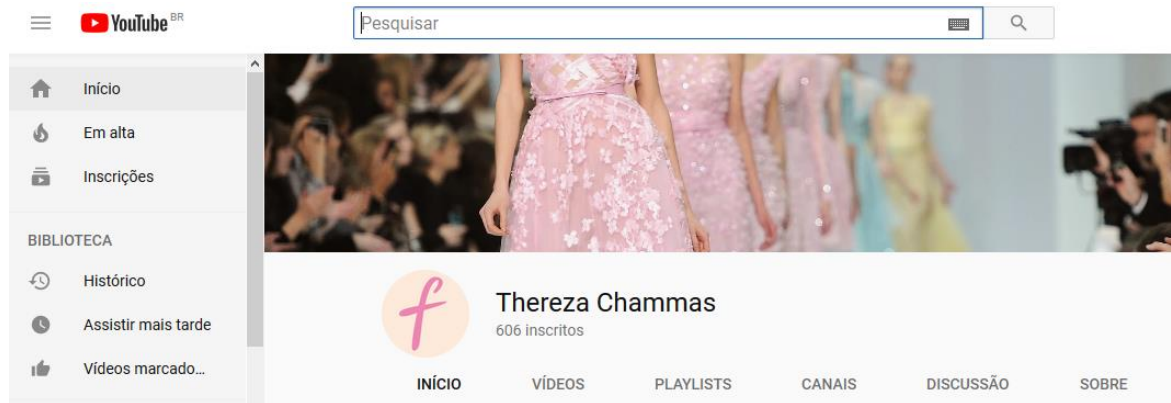 YouTube BR
Pesquisar
Início
Em alta
Inscrições
BIBLIOTECA
Histórico
Assistir mais tarde
Vídeos marcado...
f
Thereza Chammas
606 inscritos
INÍCIO VÍDEOS PLAYLISTS CANAIS DISCUSSÃO SOBRE